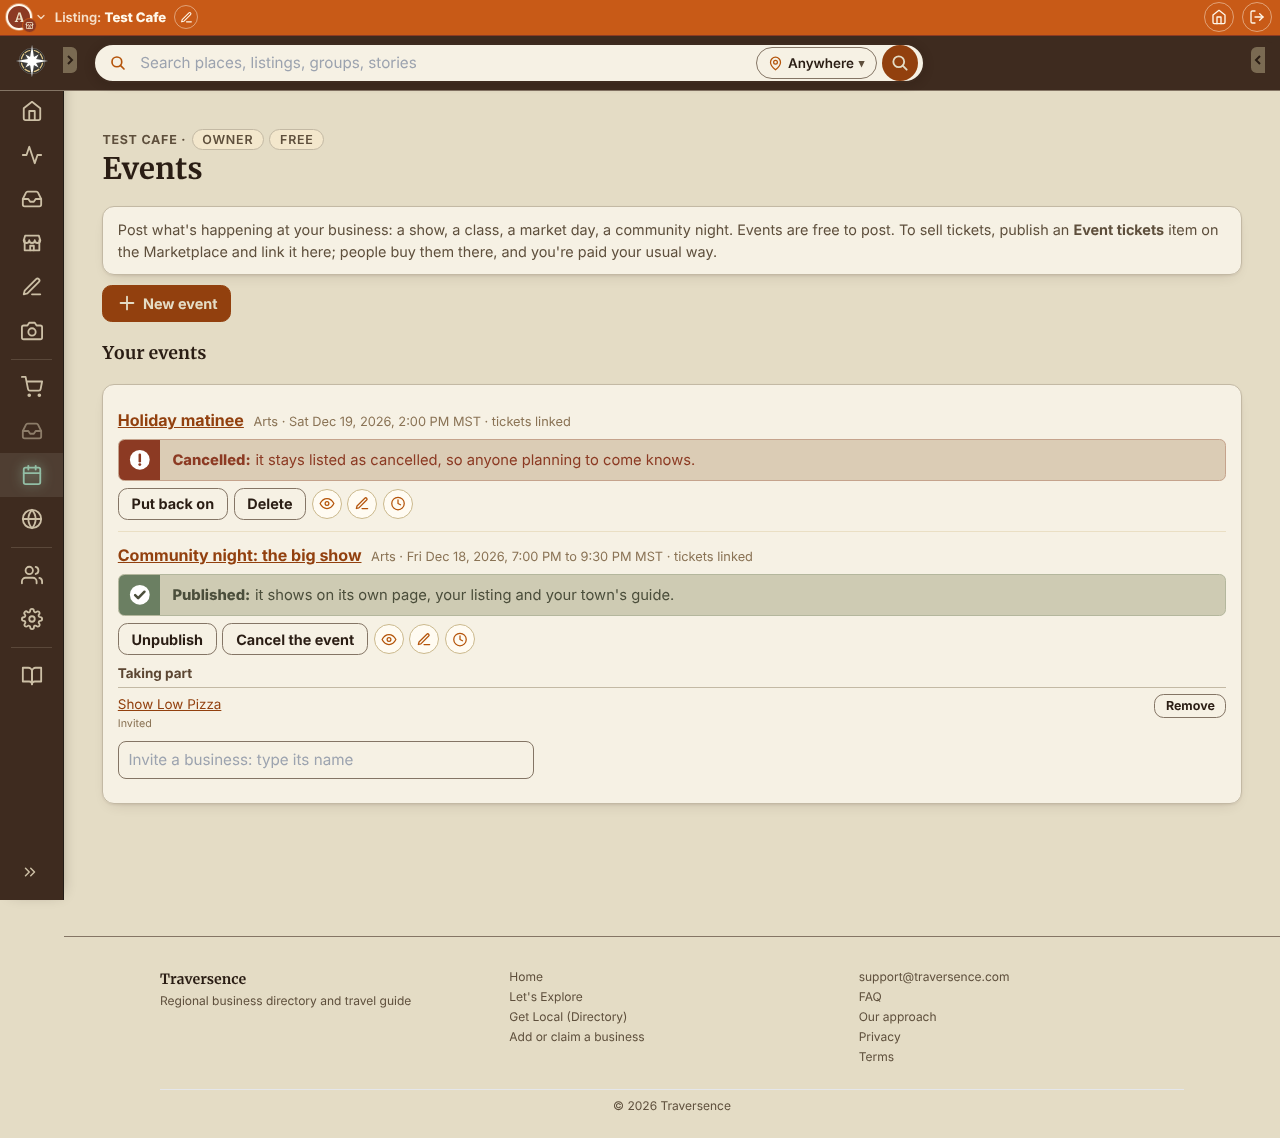 A
Listing: Test Cafe
Search places, listings, groups, stories
Anywhere ▾
TEST CAFE · OWNER FREE
Events
Post what's happening at your business: a show, a class, a market day, a community night. Events are free to post. To sell tickets, publish an Event tickets item on
the Marketplace and link it here; people buy them there, and you're paid your usual way.
New event
Your events
Holiday matinee Arts · Sat Dec 19, 2026, 2:00 PM MST · tickets linked
Cancelled: it stays listed as cancelled, so anyone planning to come knows.
Put back on Delete
Community night: the big show Arts · Fri Dec 18, 2026, 7:00 PM to 9:30 PM MST · tickets linked
Published: it shows on its own page, your listing and your town's guide.
Unpublish Cancel the event
Taking part
Show Low Pizza Remove
Invited
Invite a business: type its name
Traversence
Regional business directory and travel guide
Home
Let's Explore
Get Local (Directory)
Add or claim a business
support@traversence.com
FAQ
Our approach
Privacy
Terms
© 2026 Traversence